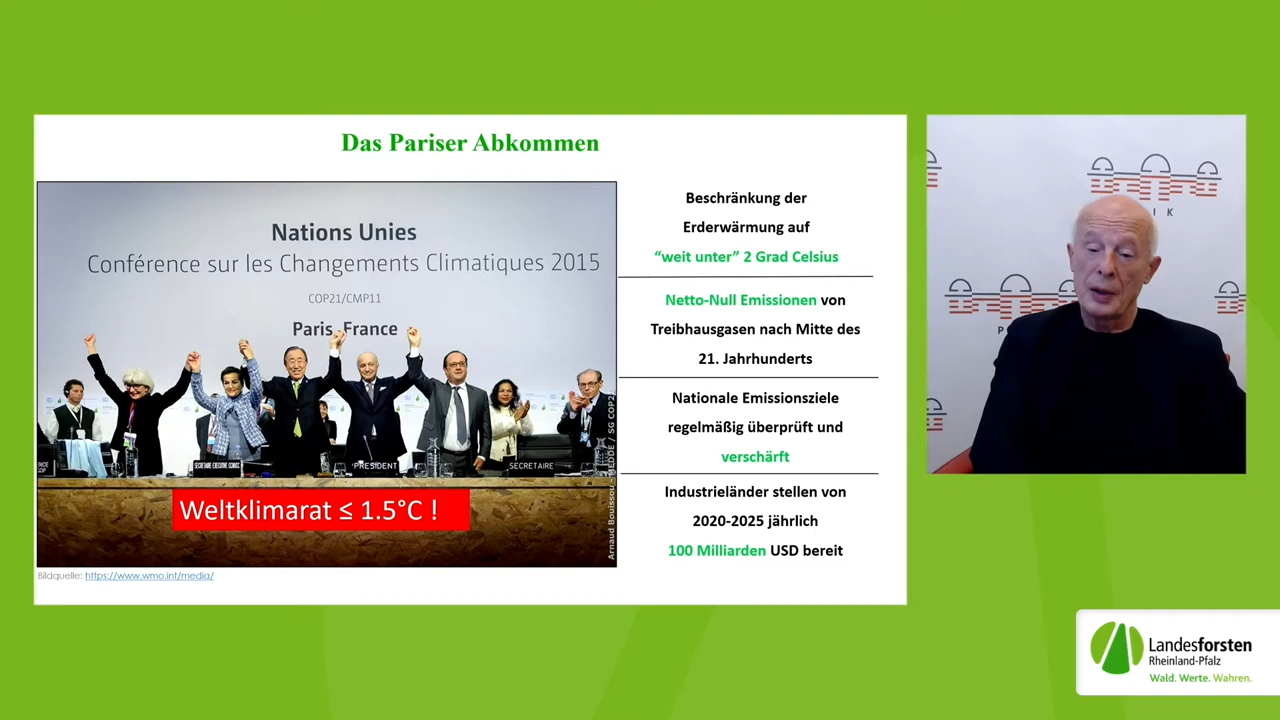 Das Pariser Abkommen
Nations Unies
Conférence sur les Changements Climatiques 2015
COP21/CMP11
Paris, France
PRESIDENT
SECRETAIRE
Weltklimarat ≤ 1.5°C !
Arnaud Bouissou - MEDDE / SG COP21
Bildquelle: https://www.wmo.int/media/
Beschränkung der
Erderwärmung auf
“weit unter” 2 Grad Celsius
Netto-Null Emissionen von
Treibhausgasen nach Mitte des
21. Jahrhunderts
Nationale Emissionsziele
regelmäßig überprüft und
verschärft
Industrieländer stellen von
2020-2025 jährlich
100 Milliarden USD bereit
Landesforsten
Rheinland-Pfalz
Wald. Werte. Wahren.